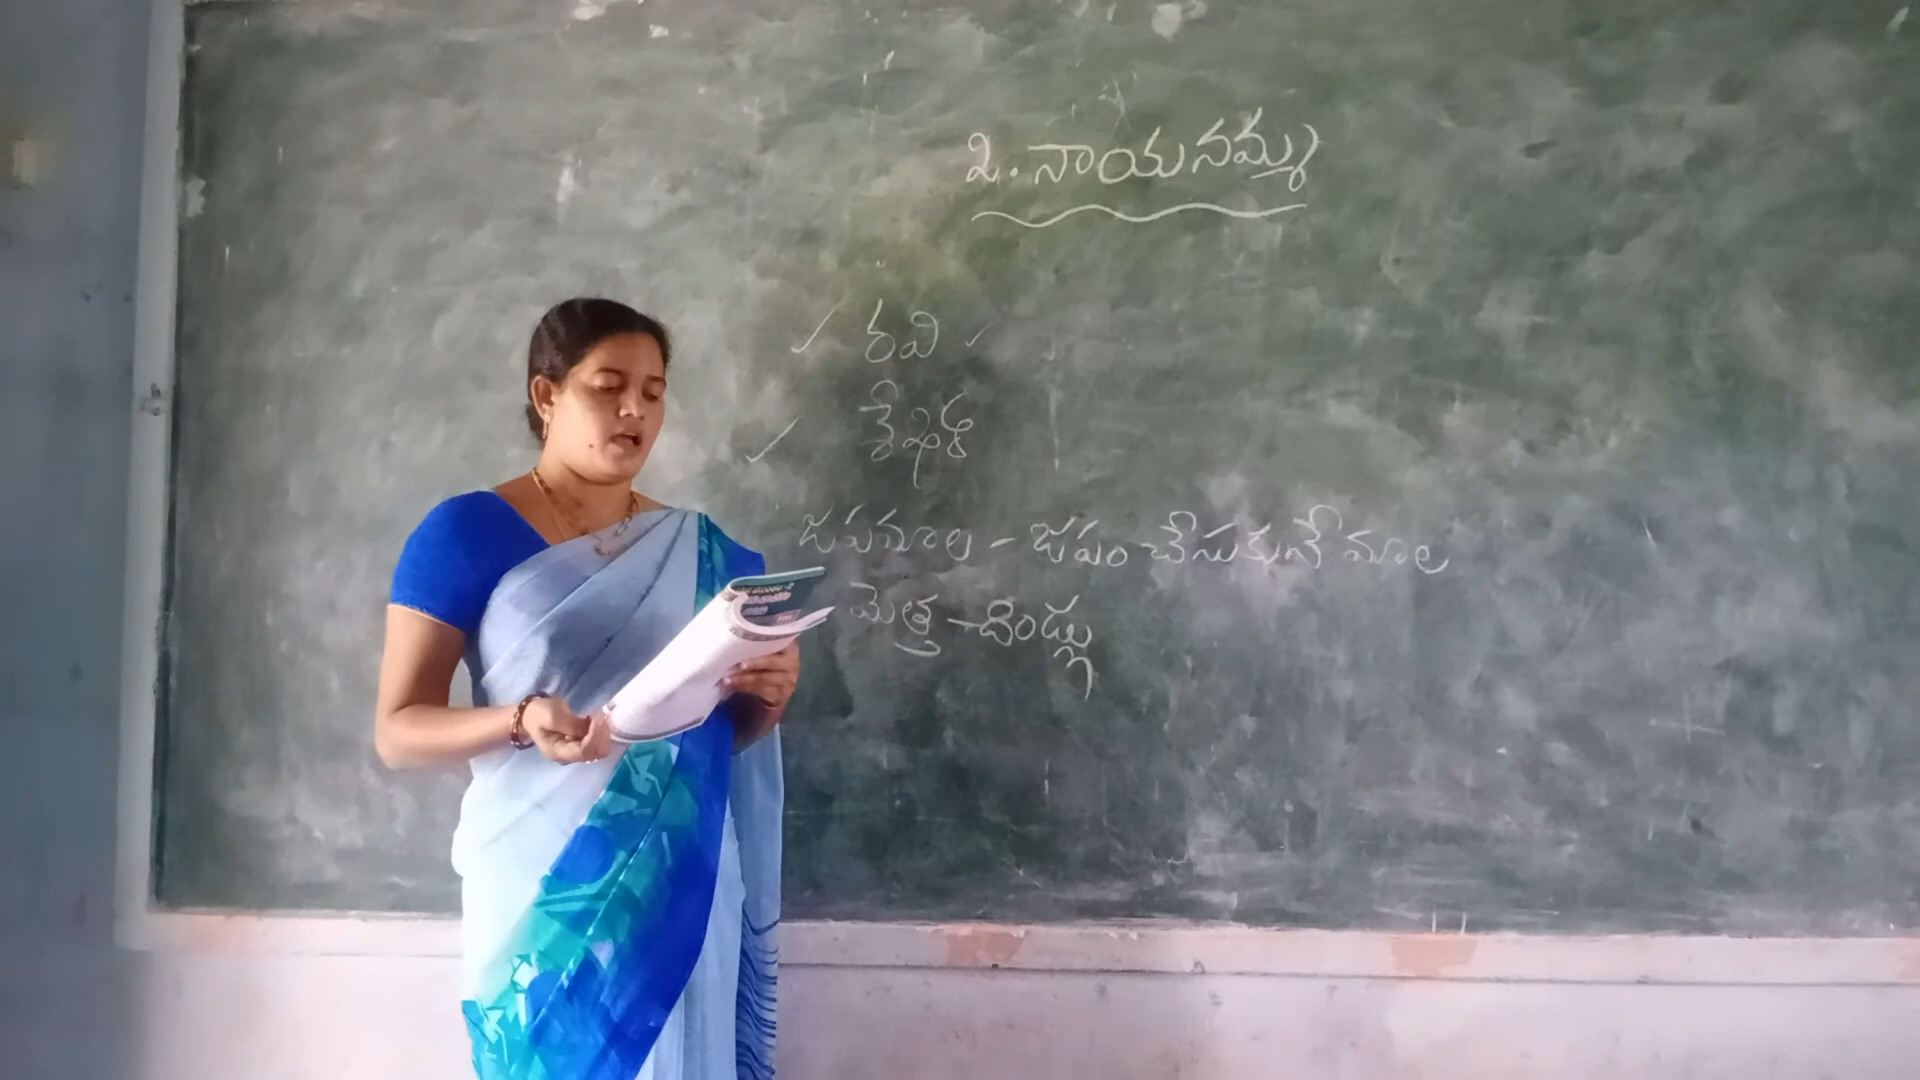 2. నాయనమ్మ
రవి
శేఖర్
జపమాల - జపం చేసుకునే మాల
మెత్త - దిండ్లు